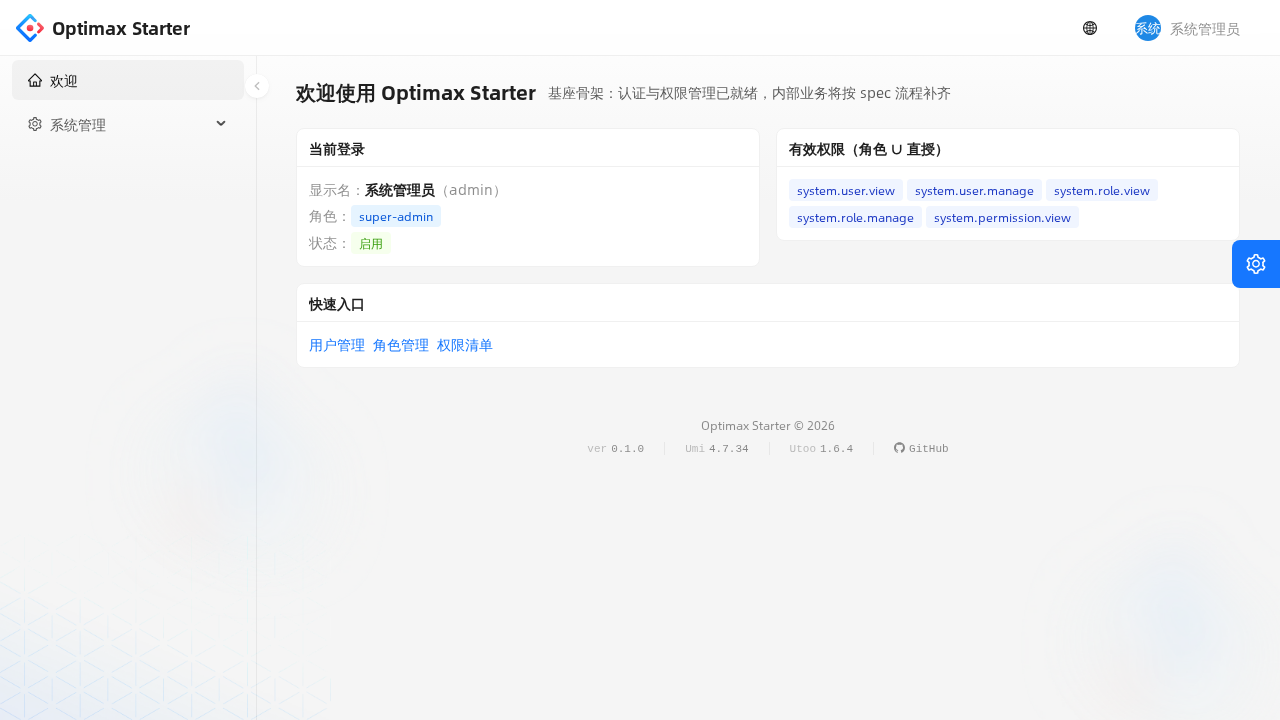 Optimax Starter
系统 系统管理员
欢迎
系统管理
欢迎使用 Optimax Starter 基座骨架：认证与权限管理已就绪，内部业务将按 spec 流程补齐
当前登录
显示名：系统管理员（admin）
角色：super-admin
状态：启用
有效权限（角色 ∪ 直授）
system.user.view system.user.manage system.role.view
system.role.manage system.permission.view
快速入口
用户管理 角色管理 权限清单
Optimax Starter © 2026
ver 0.1.0 Umi 4.7.34 Utoo 1.6.4 GitHub